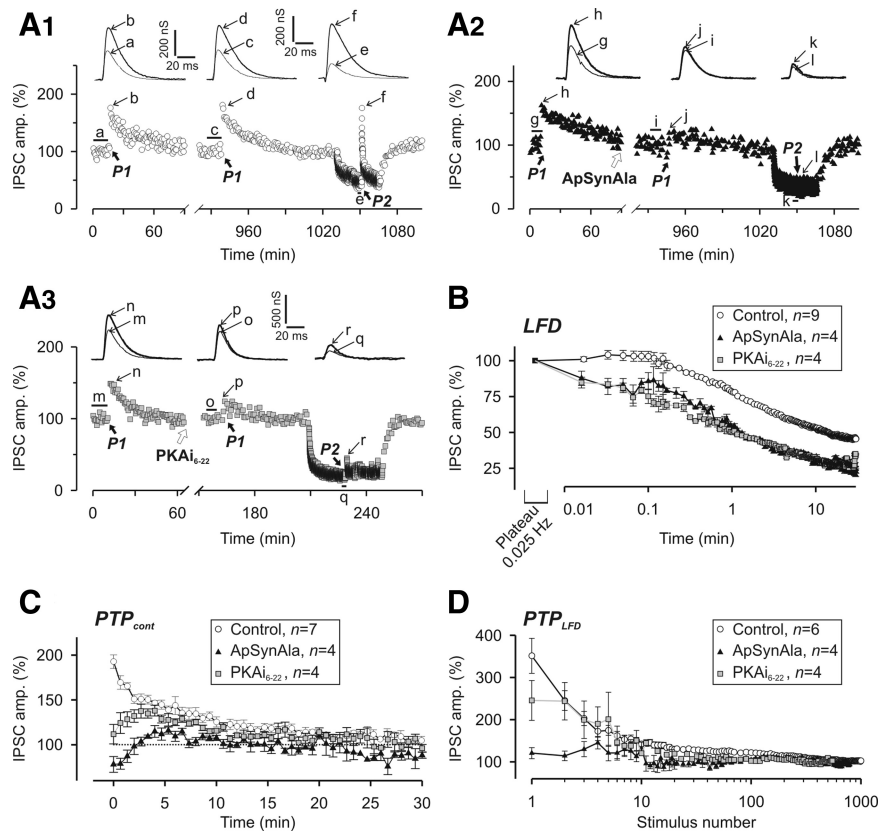 A1
b
a
200 nS
20 ms
d
c
200 nS
20 ms
f
e
IPSC amp. (%)
200
100
0
a
b
P1
c
d
P1
f
e
P2
0
60
960
1020
1080
Time (min)
A2
h
g
j
i
k
l
IPSC amp. (%)
200
100
0
g
h
P1
ApSynAla
i
j
P1
P2
l
k
0
60
960
1020
1080
Time (min)
A3
n
m
p
o
500 nS
20 ms
r
q
IPSC amp. (%)
200
100
0
m
n
P1
PKAi6-22
o
p
P1
P2
r
q
0
60
180
240
Time (min)
B
LFD
Control, n=9
ApSynAla, n=4
PKAi6-22, n=4
IPSC amp. (%)
100
75
50
25
Plateau
0.025 Hz
0.01
0.1
1
10
Time (min)
C
PTPcont
Control, n=7
ApSynAla, n=4
PKAi6-22, n=4
IPSC amp. (%)
200
150
100
0
5
10
15
20
25
30
Time (min)
D
PTPLFD
Control, n=6
ApSynAla, n=4
PKAi6-22, n=4
IPSC amp. (%)
400
300
200
100
1
10
100
1000
Stimulus number